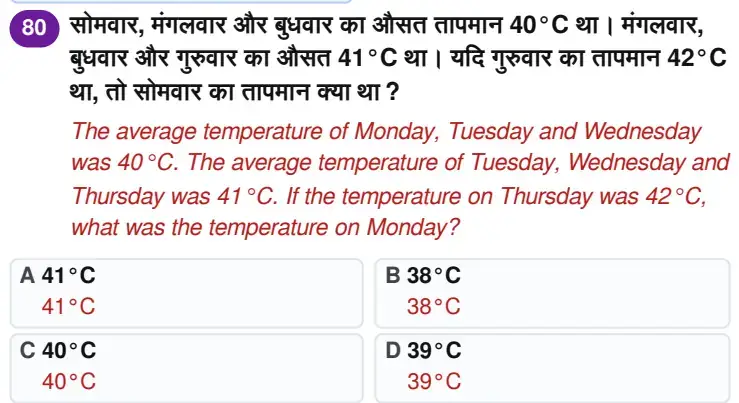 80 सोमवार, मंगलवार और बुधवार का औसत तापमान 40°C था। मंगलवार,
बुधवार और गुरुवार का औसत 41°C था। यदि गुरुवार का तापमान 42°C
था, तो सोमवार का तापमान क्या था ?
The average temperature of Monday, Tuesday and Wednesday
was 40°C. The average temperature of Tuesday, Wednesday and
Thursday was 41°C. If the temperature on Thursday was 42°C,
what was the temperature on Monday?
A 41°C
41°C
B 38°C
38°C
C 40°C
40°C
D 39°C
39°C